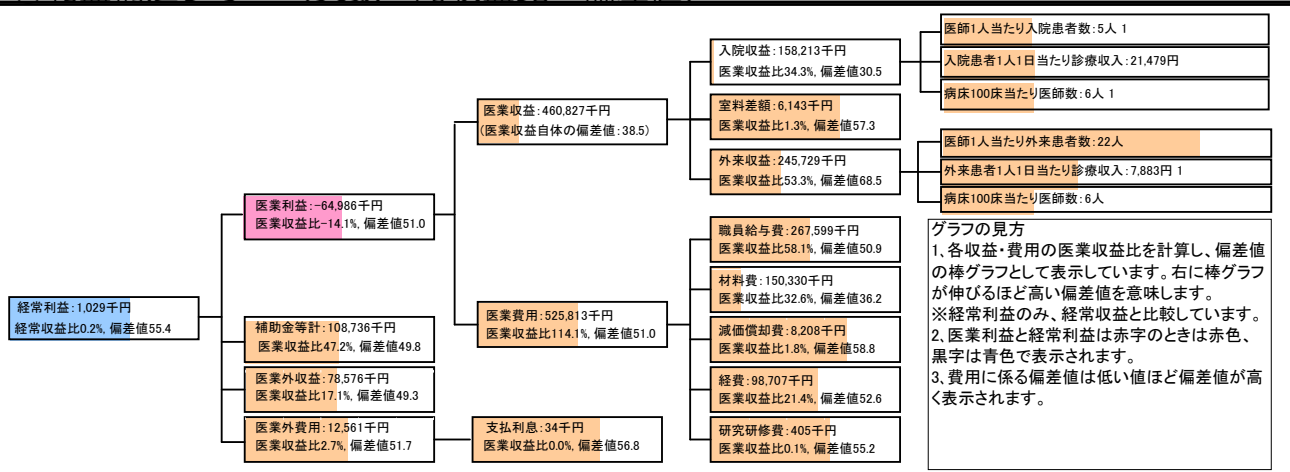 経常利益:1,029千円
経常収益比0.2%, 偏差値55.4
医業利益:-64,986千円
医業収益比-14.1%, 偏差値51.0
補助金等計:108,736千円
医業収益比47.2%, 偏差値49.8
医業外収益:78,576千円
医業収益比17.1%, 偏差値49.3
医業外費用:12,561千円
医業収益比2.7%, 偏差値51.7
医業収益:460,827千円
(医業収益自体の偏差値:38.5)
医業費用:525,813千円
医業収益比114.1%, 偏差値51.0
支払利息:34千円
医業収益比0.0%, 偏差値56.8
入院収益:158,213千円
医業収益比34.3%, 偏差値30.5
室料差額:6,143千円
医業収益比1.3%, 偏差値57.3
外来収益:245,729千円
医業収益比53.3%, 偏差値68.5
職員給与費:267,599千円
医業収益比58.1%, 偏差値50.9
材料費:150,330千円
医業収益比32.6%, 偏差値36.2
減価償却費:8,208千円
医業収益比1.8%, 偏差値58.8
経費:98,707千円
医業収益比21.4%, 偏差値52.6
研究研修費:405千円
医業収益比0.1%, 偏差値55.2
医師1人当たり入院患者数:5人 1
入院患者1人1日当たり診療収入:21,479円
病床100床当たり医師数:6人 1
医師1人当たり外来患者数:22人
外来患者1人1日当たり診療収入:7,883円 1
病床100床当たり医師数:6人
グラフの見方
1、各収益・費用の医業収益比を計算し、偏差値
の棒グラフとして表示しています。右に棒グラフ
が伸びるほど高い偏差値を意味します。
※経常利益のみ、経常収益と比較しています。
2、医業利益と経常利益は赤字のときは赤色、
黒字は青色で表示されます。
3、費用に係る偏差値は低い値ほど偏差値が高
く表示されます。